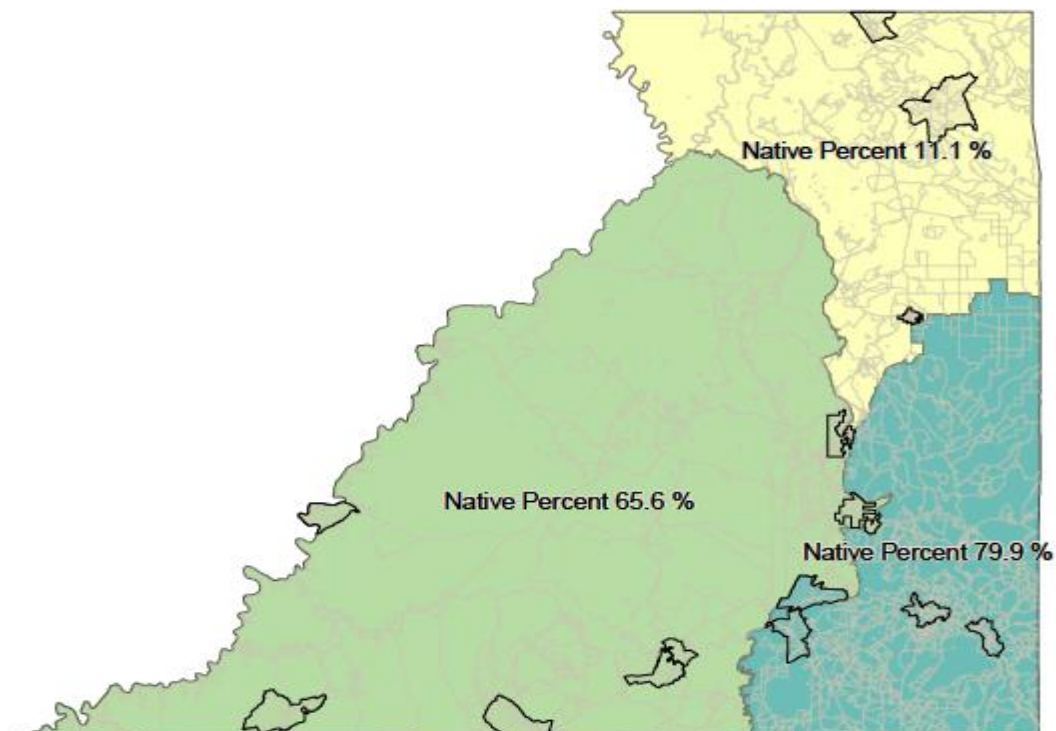 Native Percent 11.1 %
Native Percent 65.6 %
Native Percent 79.9 %